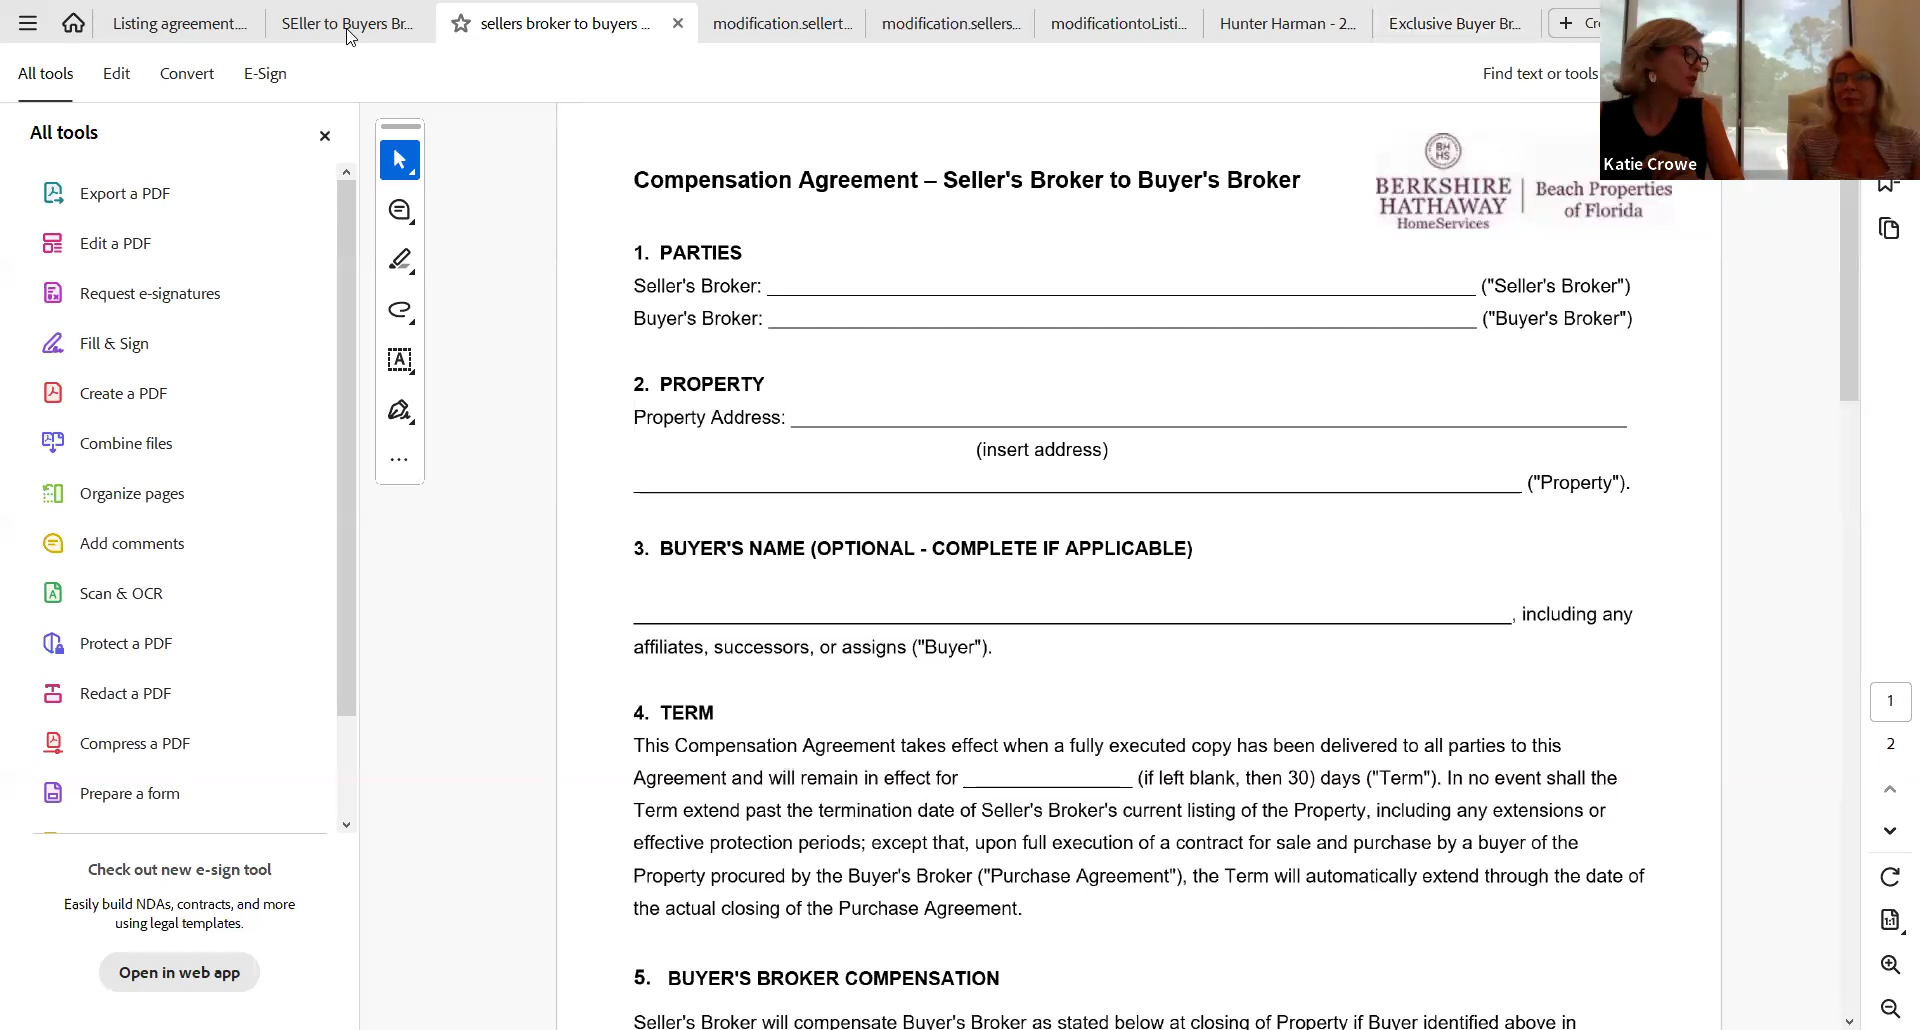 Listing agreement....
SEller to Buyers Br...
sellers broker to buyers ...
modification.sellert...
modification.sellers...
modificationtoListi...
Hunter Harman - 2...
Exclusive Buyer Br...
All tools
Edit
Convert
E-Sign
Find text or tools
Katie Crowe
All tools
Export a PDF
Edit a PDF
Request e-signatures
Fill & Sign
Create a PDF
Combine files
Organize pages
Add comments
Scan & OCR
Protect a PDF
Redact a PDF
Compress a PDF
Prepare a form
Check out new e-sign tool
Easily build NDAs, contracts, and more
using legal templates.
Open in web app
BH
HS
BERKSHIRE
HATHAWAY
HomeServices
Beach Properties
of Florida
Compensation Agreement – Seller's Broker to Buyer's Broker
1. PARTIES
Seller's Broker: ("Seller's Broker")
Buyer's Broker: ("Buyer's Broker")
2. PROPERTY
Property Address:
(insert address)
("Property").
3. BUYER'S NAME (OPTIONAL - COMPLETE IF APPLICABLE)
, including any
affiliates, successors, or assigns ("Buyer").
4. TERM
This Compensation Agreement takes effect when a fully executed copy has been delivered to all parties to this
Agreement and will remain in effect for (if left blank, then 30) days ("Term"). In no event shall the
Term extend past the termination date of Seller's Broker's current listing of the Property, including any extensions or
effective protection periods; except that, upon full execution of a contract for sale and purchase by a buyer of the
Property procured by the Buyer's Broker ("Purchase Agreement"), the Term will automatically extend through the date of
the actual closing of the Purchase Agreement.
5. BUYER'S BROKER COMPENSATION
Seller's Broker will compensate Buyer's Broker as stated below at closing of Property if Buyer identified above in
1
2